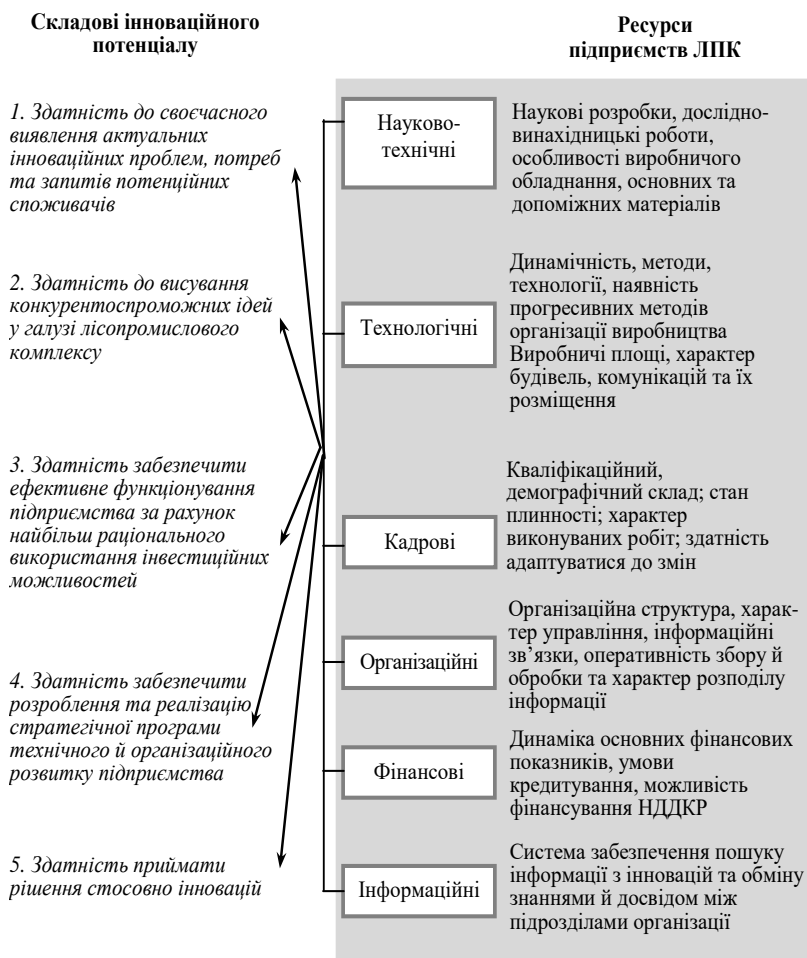 Складові інноваційного
потенціалу
Ресурси
підприємств ЛПК
1. Здатність до своєчасного
виявлення актуальних
інноваційних проблем, потреб
та запитів потенційних
споживачів
2. Здатність до висування
конкурентоспроможних ідей
у галузі лісопромислового
комплексу
3. Здатність забезпечити
ефективне функціонування
підприємства за рахунок
найбільш раціонального
використання інвестиційних
можливостей
4. Здатність забезпечити
розроблення та реалізацію
стратегічної програми
технічного й організаційного
розвитку підприємства
5. Здатність приймати
рішення стосовно інновацій
Науково-
технічні
Наукові розробки, дослідно-
винахідницькі роботи,
особливості виробничого
обладнання, основних та
допоміжних матеріалів
Технологічні
Динамічність, методи,
технології, наявність
прогресивних методів
організації виробництва
Виробничі площі, характер
будівель, комунікацій та їх
розміщення
Кадрові
Кваліфікаційний,
демографічний склад; стан
плинності; характер
виконуваних робіт; здатність
адаптуватися до змін
Організаційні
Організаційна структура, харак-
тер управління, інформаційні
зв’язки, оперативність збору й
обробки та характер розподілу
інформації
Фінансові
Динаміка основних фінансових
показників, умови
кредитування, можливість
фінансування НДДКР
Інформаційні
Система забезпечення пошуку
інформації з інновацій та обміну
знаннями й досвідом між
підрозділами організації